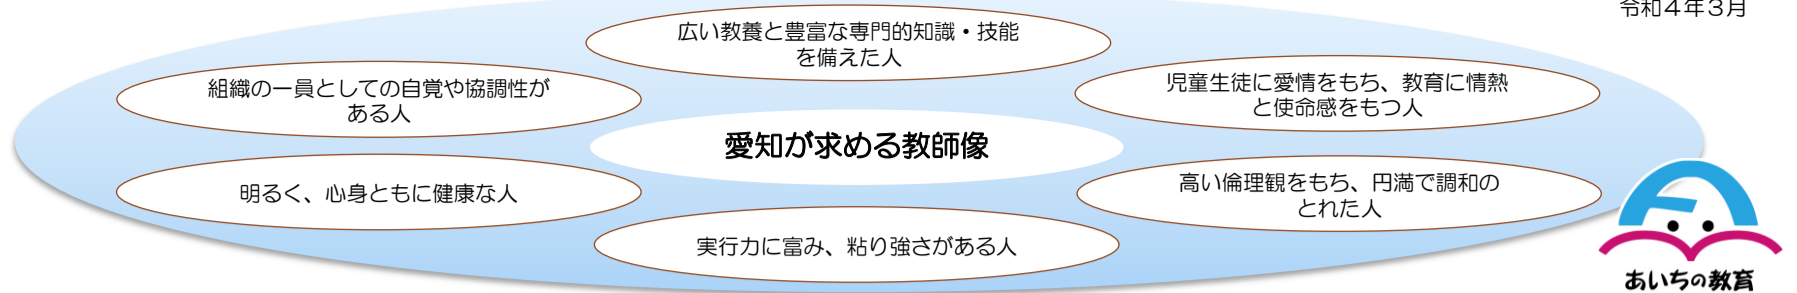 令和４年３月
広い教養と豊富な専門的知識・技能
を備えた人
組織の一員としての自覚や協調性が
ある人
児童生徒に愛情をもち、教育に情熱
と使命感をもつ人
愛知が求める教師像
明るく、心身ともに健康な人
高い倫理観をもち、円満で調和の
とれた人
実行力に富み、粘り強さがある人
あいちの教育